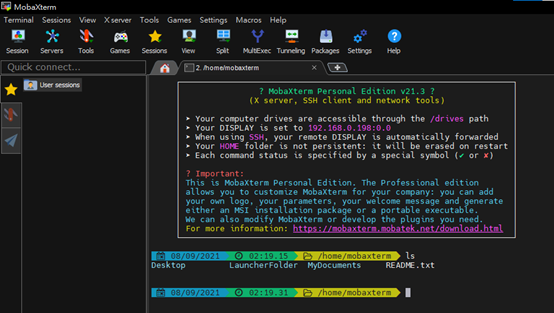 MobaXterm
Terminal Sessions View X server Tools Games Settings Macros Help
Session Servers Tools Games Sessions View Split MultiExec Tunneling Packages Settings Help
Quick connect...
2. /home/mobaxterm
User sessions
? MobaXterm Personal Edition v21.3 ?
(X server, SSH client and network tools)
➤ Your computer drives are accessible through the /drives path
➤ Your DISPLAY is set to 192.168.0.198:0.0
➤ When using SSH, your remote DISPLAY is automatically forwarded
➤ Your HOME folder is not persistent: it will be erased on restart
➤ Each command status is specified by a special symbol (✔ or ✘)
? Important:
This is MobaXterm Personal Edition. The Professional edition
allows you to customize MobaXterm for your company: you can add
your own logo, your parameters, your welcome message and generate
either an MSI installation package or a portable executable.
We can also modify MobaXterm or develop the plugins you need.
For more information: https://mobaxterm.mobatek.net/download.html
08/09/2021 02:19.15 /home/mobaxterm ls
Desktop LauncherFolder MyDocuments README.txt
08/09/2021 02:19.31 /home/mobaxterm